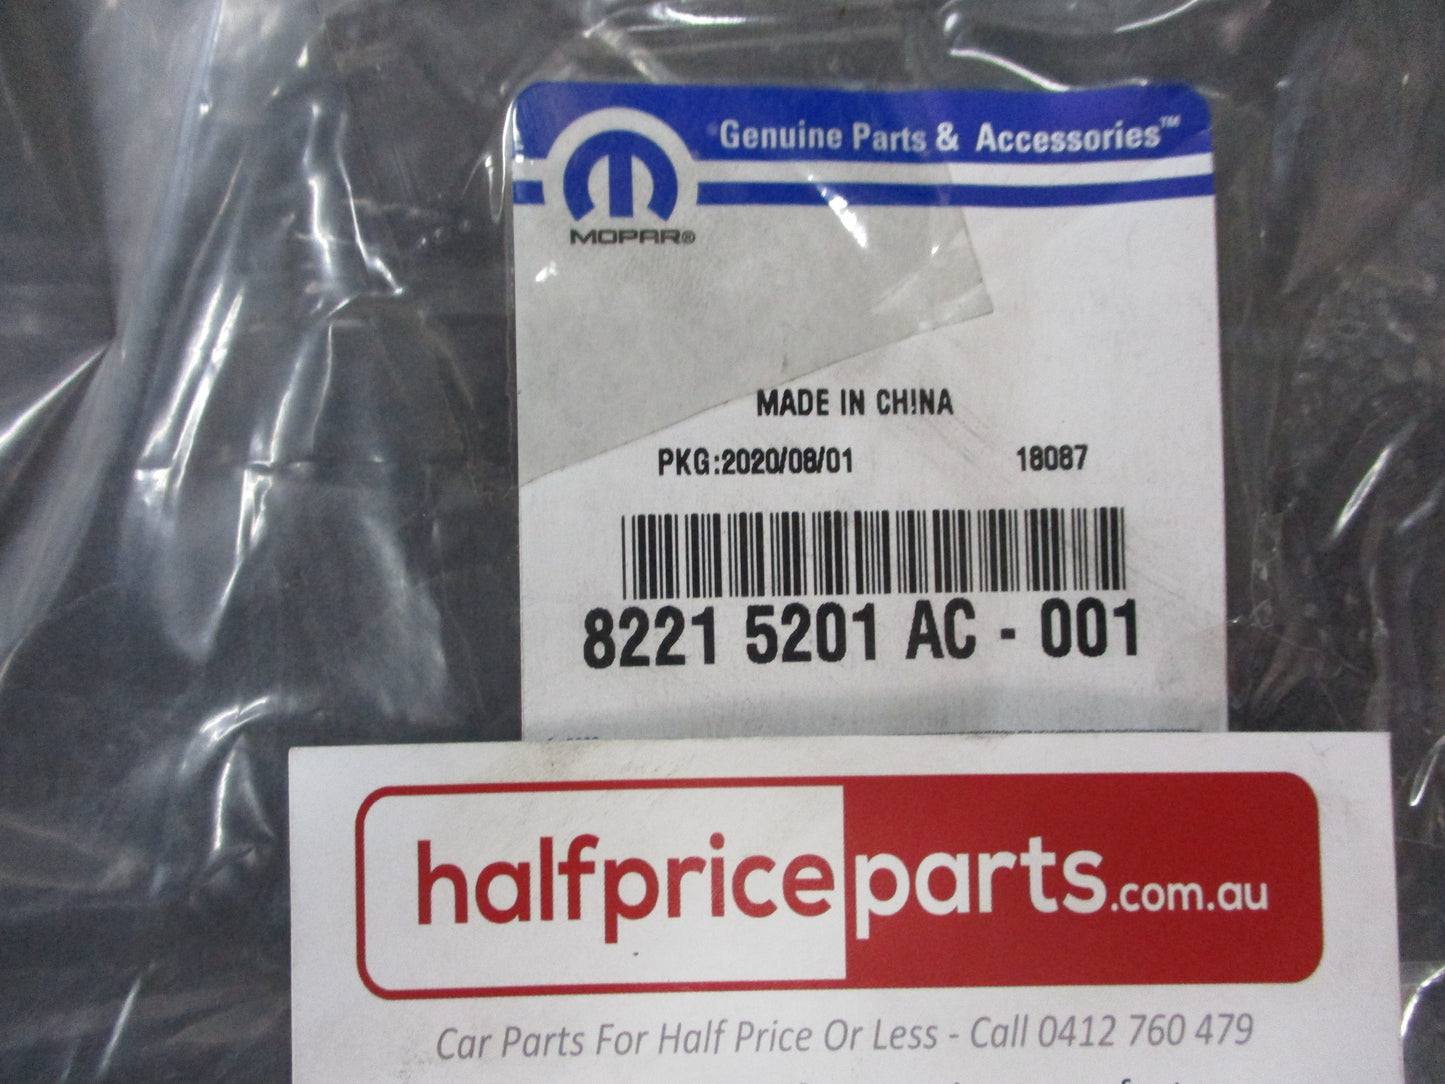 Genuine Parts & Accessories™
MOPAR®
MADE IN CHINA
PKG:2020/08/01 18087
8221 5201 AC - 001
halfpriceparts.com.au
Car Parts For Half Price Or Less - Call 0412 760 479